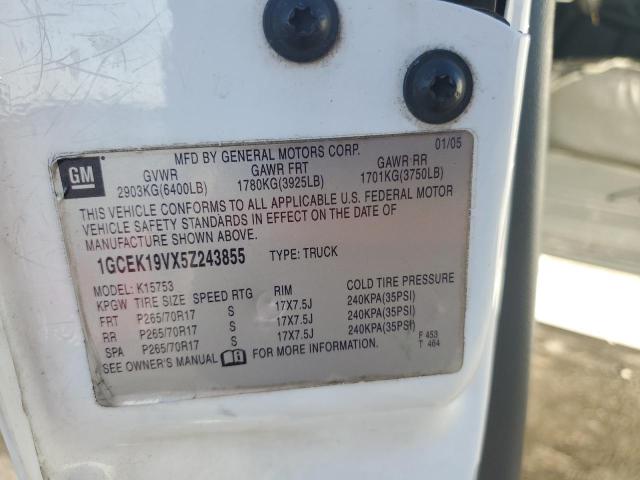 MFD BY GENERAL MOTORS CORP. 01/05
GM GVWR GAWR FRT GAWR RR
2903KG(6400LB) 1780KG(3925LB) 1701KG(3750LB)
THIS VEHICLE CONFORMS TO ALL APPLICABLE U.S. FEDERAL MOTOR
VEHICLE SAFETY STANDARDS IN EFFECT ON THE DATE OF
MANUFACTURE SHOWN ABOVE.
1GCEK19VX5Z243855 TYPE: TRUCK
MODEL: K15753
KPGW TIRE SIZE SPEED RTG RIM COLD TIRE PRESSURE
FRT P265/70R17 S 17X7.5J 240KPA(35PSI)
RR P265/70R17 S 17X7.5J 240KPA(35PSI)
SPA P265/70R17 S 17X7.5J 240KPA(35PSI)
SEE OWNER'S MANUAL FOR MORE INFORMATION.
F 453
T 464